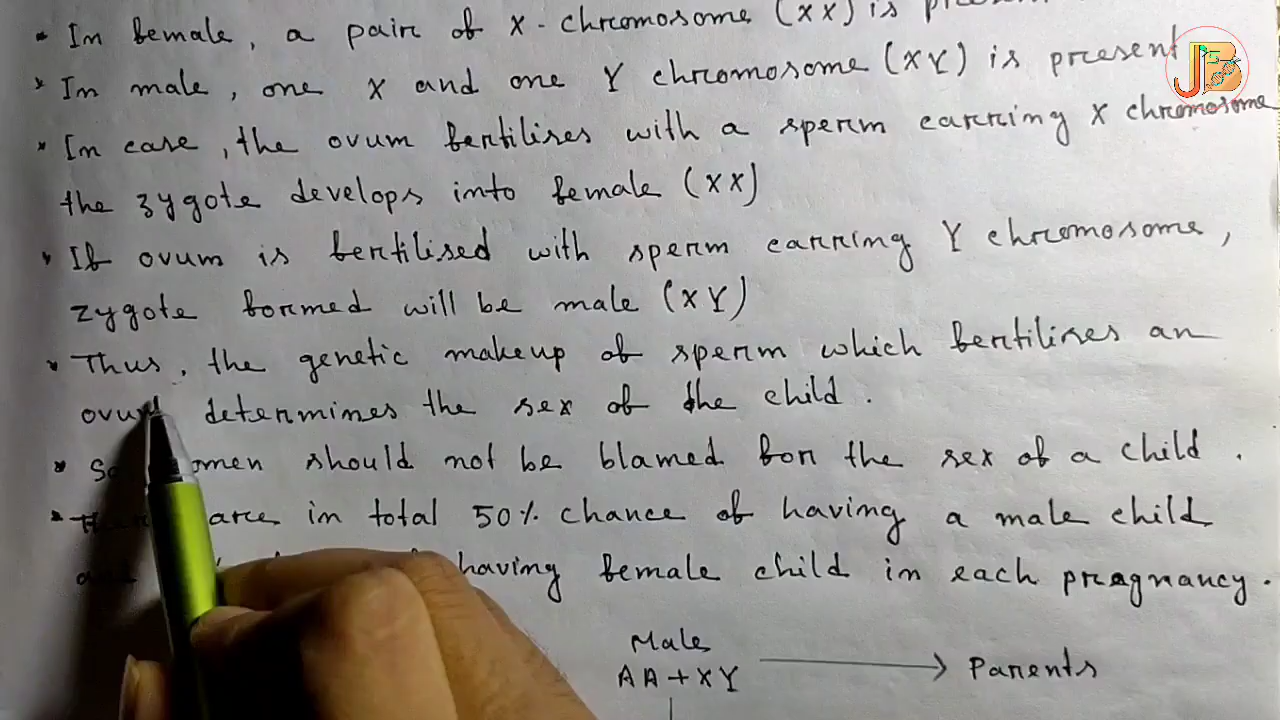 * In female, a pair of X-chromosome (XX) is
* In male, one X and one Y chromosome (XY) is present
* In case, the ovum fertilises with a sperm carring X chromosome
the zygote develops into female (XX)
* If ovum is fertilised with sperm carring Y chromosome,
zygote formed will be male (XY)
* Thus, the genetic makeup of sperm which fertilises an
ovum determines the sex of the child.
* So women should not be blamed for the sex of a child.
* are in total 50% chance of having a male child
having female child in each pregnancy.
Male
AA+XY → Parents
JB